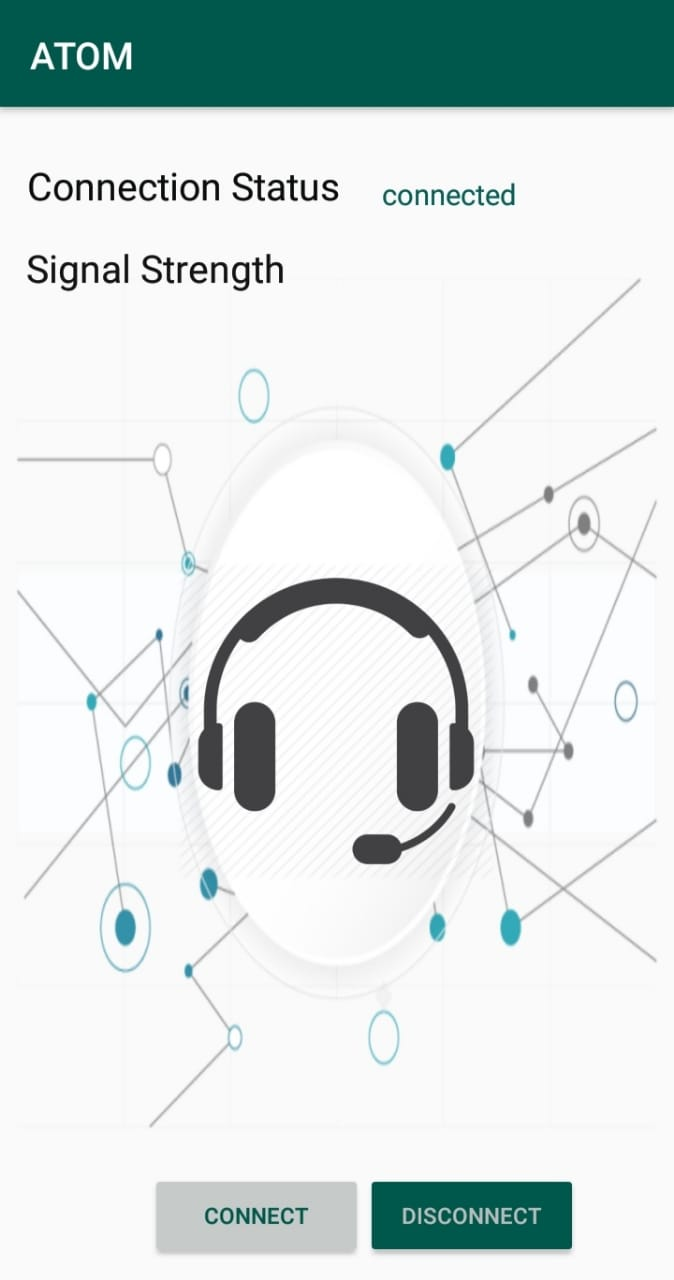 ATOM
Connection Status connected
Signal Strength
CONNECT DISCONNECT